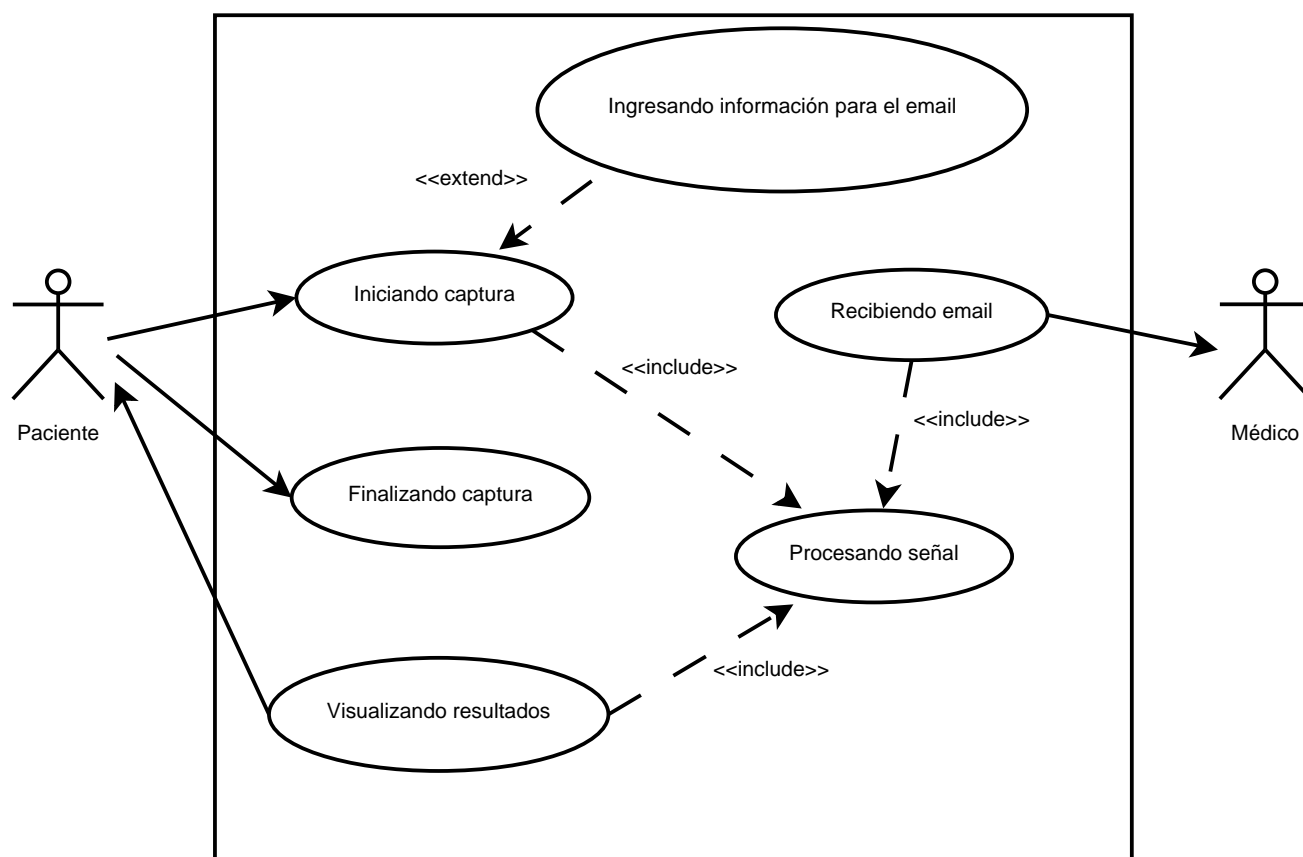 Ingresando información para el email
<<extend>>
Iniciando captura
Recibiendo email
<<include>>
<<include>>
Paciente
Médico
Finalizando captura
Procesando señal
<<include>>
Visualizando resultados